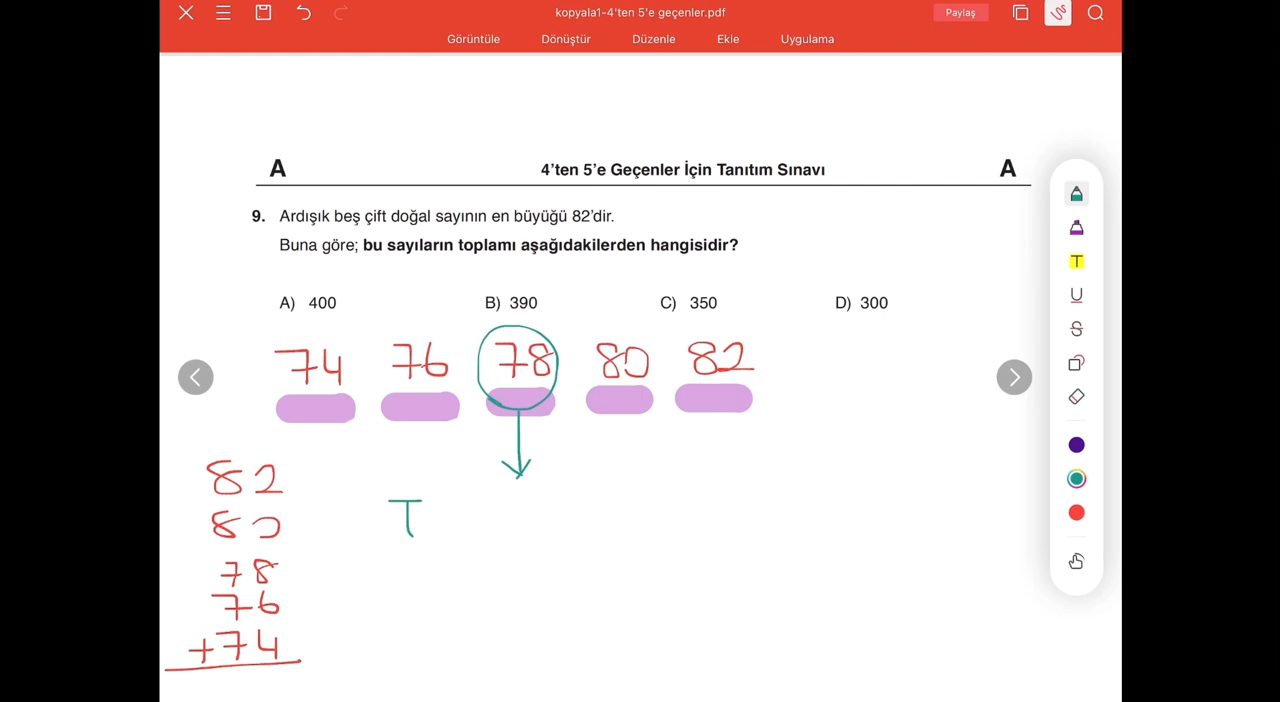 kopyala1-4'ten 5'e geçenler.pdf
Paylaş
Görüntüle Dönüştür Düzenle Ekle Uygulama
A 4'ten 5'e Geçenler İçin Tanıtım Sınavı A
9. Ardışık beş çift doğal sayının en büyüğü 82'dir.
Buna göre; bu sayıların toplamı aşağıdakilerden hangisidir?
A) 400 B) 390 C) 350 D) 300
74 76 78 80 82
82
80
T
78
76
+74
T
U
S